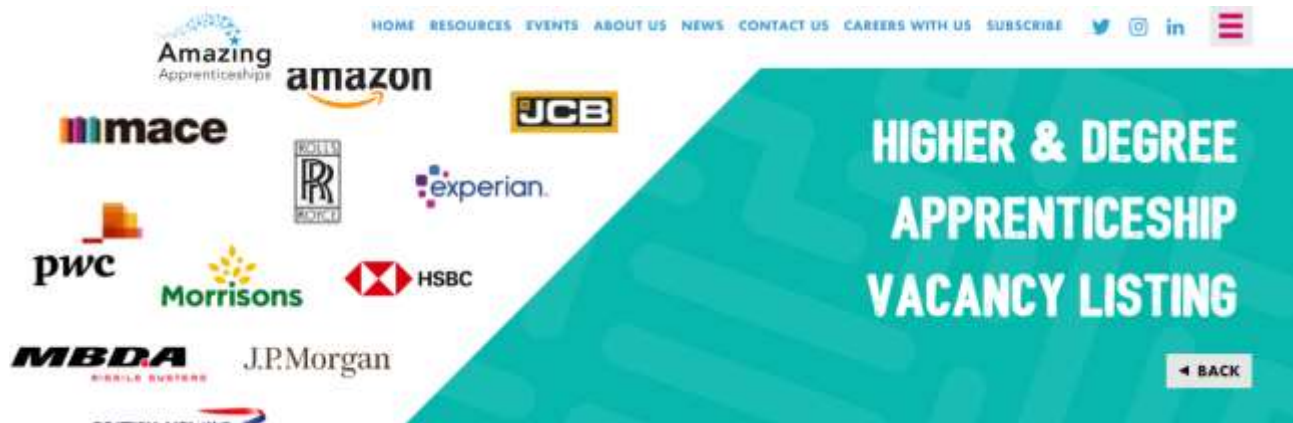 HOME RESOURCES EVENTS ABOUT US NEWS CONTACT US CAREERS WITH US SUBSCRIBE
Amazing
Apprenticeships
amazon
JCB
mace
ROLLS
RR
ROYCE
experian.
pwc
Morrisons
HSBC
MBDA
MISSILE SYSTEMS
J.P.Morgan
HIGHER & DEGREE
APPRENTICESHIP
VACANCY LISTING
◄ BACK